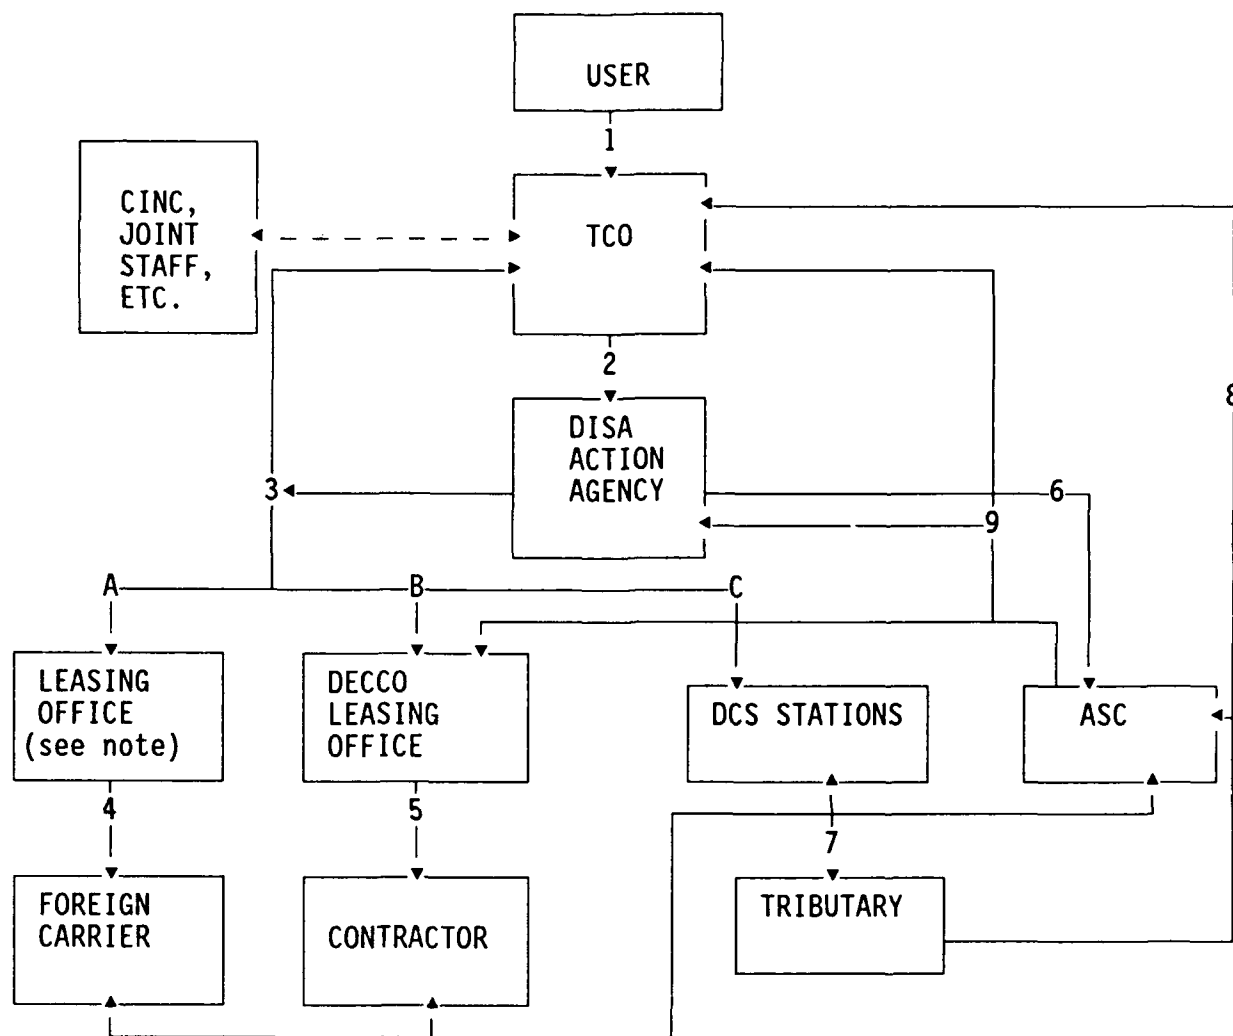 USER
1
CINC,
JOINT
STAFF,
ETC.
TCO
2
8
DISA
ACTION
AGENCY
3
6
9
A
B
C
LEASING
OFFICE
(see note)
DECCO
LEASING
OFFICE
DCS STATIONS
ASC
4
5
7
FOREIGN
CARRIER
CONTRACTOR
TRIBUTARY